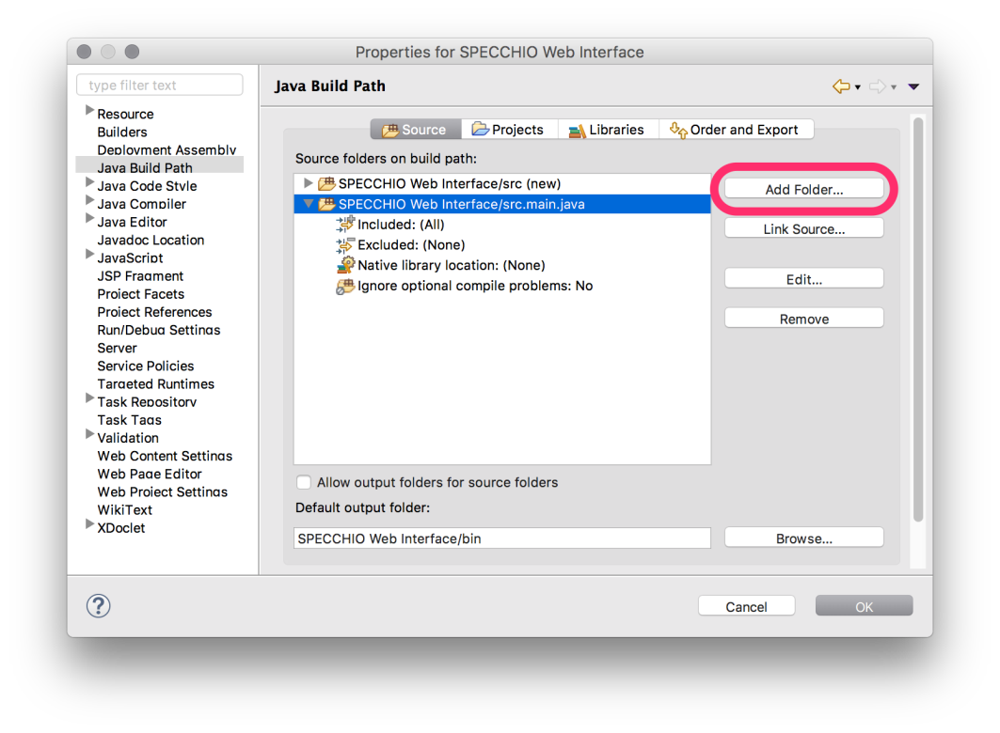 Properties for SPECCHIO Web Interface
type filter text
Resource
Builders
Deployment Assembly
Java Build Path
Java Code Style
Java Compiler
Java Editor
Javadoc Location
JavaScript
JSP Fragment
Project Facets
Project References
Run/Debug Settings
Server
Service Policies
Targeted Runtimes
Task Repository
Task Tags
Validation
Web Content Settings
Web Page Editor
Web Project Settings
WikiText
XDoclet
Java Build Path
Source
Projects
Libraries
Order and Export
Source folders on build path:
SPECCHIO Web Interface/src (new)
SPECCHIO Web Interface/src.main.java
Included: (All)
Excluded: (None)
Native library location: (None)
Ignore optional compile problems: No
Add Folder...
Link Source...
Edit...
Remove
Allow output folders for source folders
Default output folder:
SPECCHIO Web Interface/bin
Browse...
?
Cancel
OK